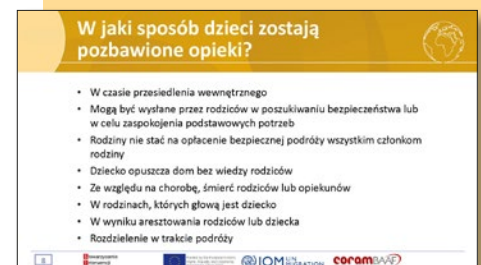 W jaki sposób dzieci zostają
pozbawione opieki?
• W czasie przesiedlenia wewnętrznego
• Mogą być wysłane przez rodziców w poszukiwaniu bezpieczeństwa lub
w celu zaspokojenia podstawowych potrzeb
• Rodziny nie stać na opłacenie bezpiecznej podróży wszystkim członkom
rodziny
• Dziecko opuszcza dom bez wiedzy rodziców
• Ze względu na chorobę, śmierć rodziców lub opiekunów
• W rodzinach, których głową jest dziecko
• W wyniku aresztowania rodziców lub dziecka
• Rozdzielenie w trakcie podróży
IOM UN
MIGRATION
coramBAAF